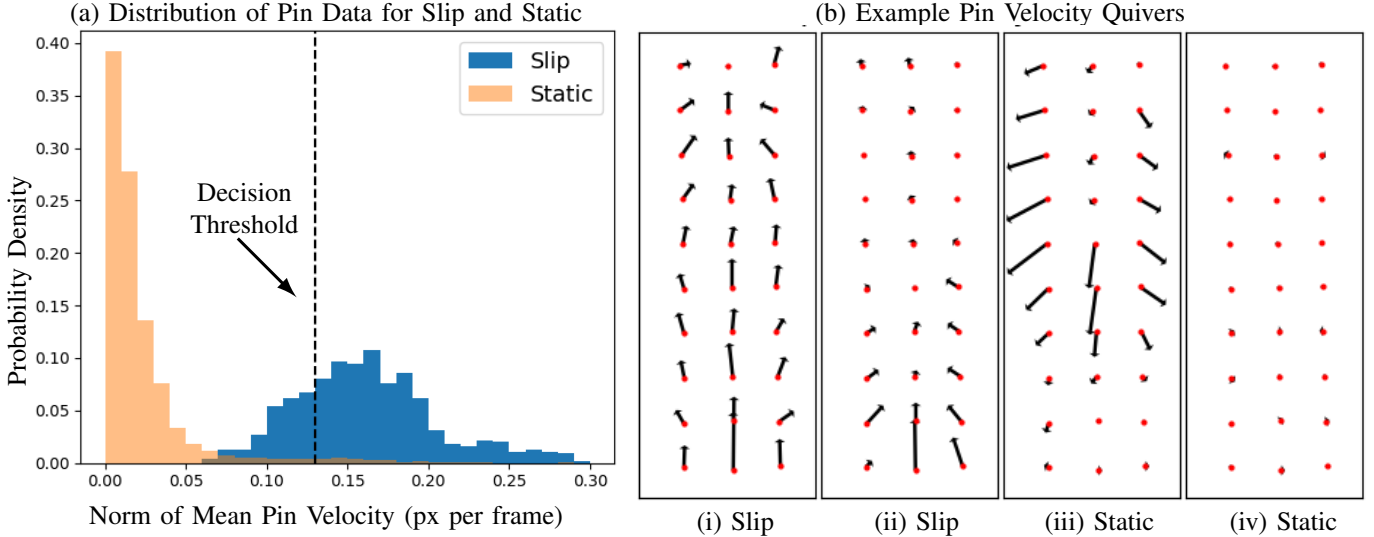 (a) Distribution of Pin Data for Slip and Static
(b) Example Pin Velocity Quivers
0.40
0.35
0.30
0.25
0.20
0.15
0.10
0.05
0.00
Probability Density
Slip
Static
Decision
Threshold
0.00 0.05 0.10 0.15 0.20 0.25 0.30
Norm of Mean Pin Velocity (px per frame)
(i) Slip
(ii) Slip
(iii) Static
(iv) Static